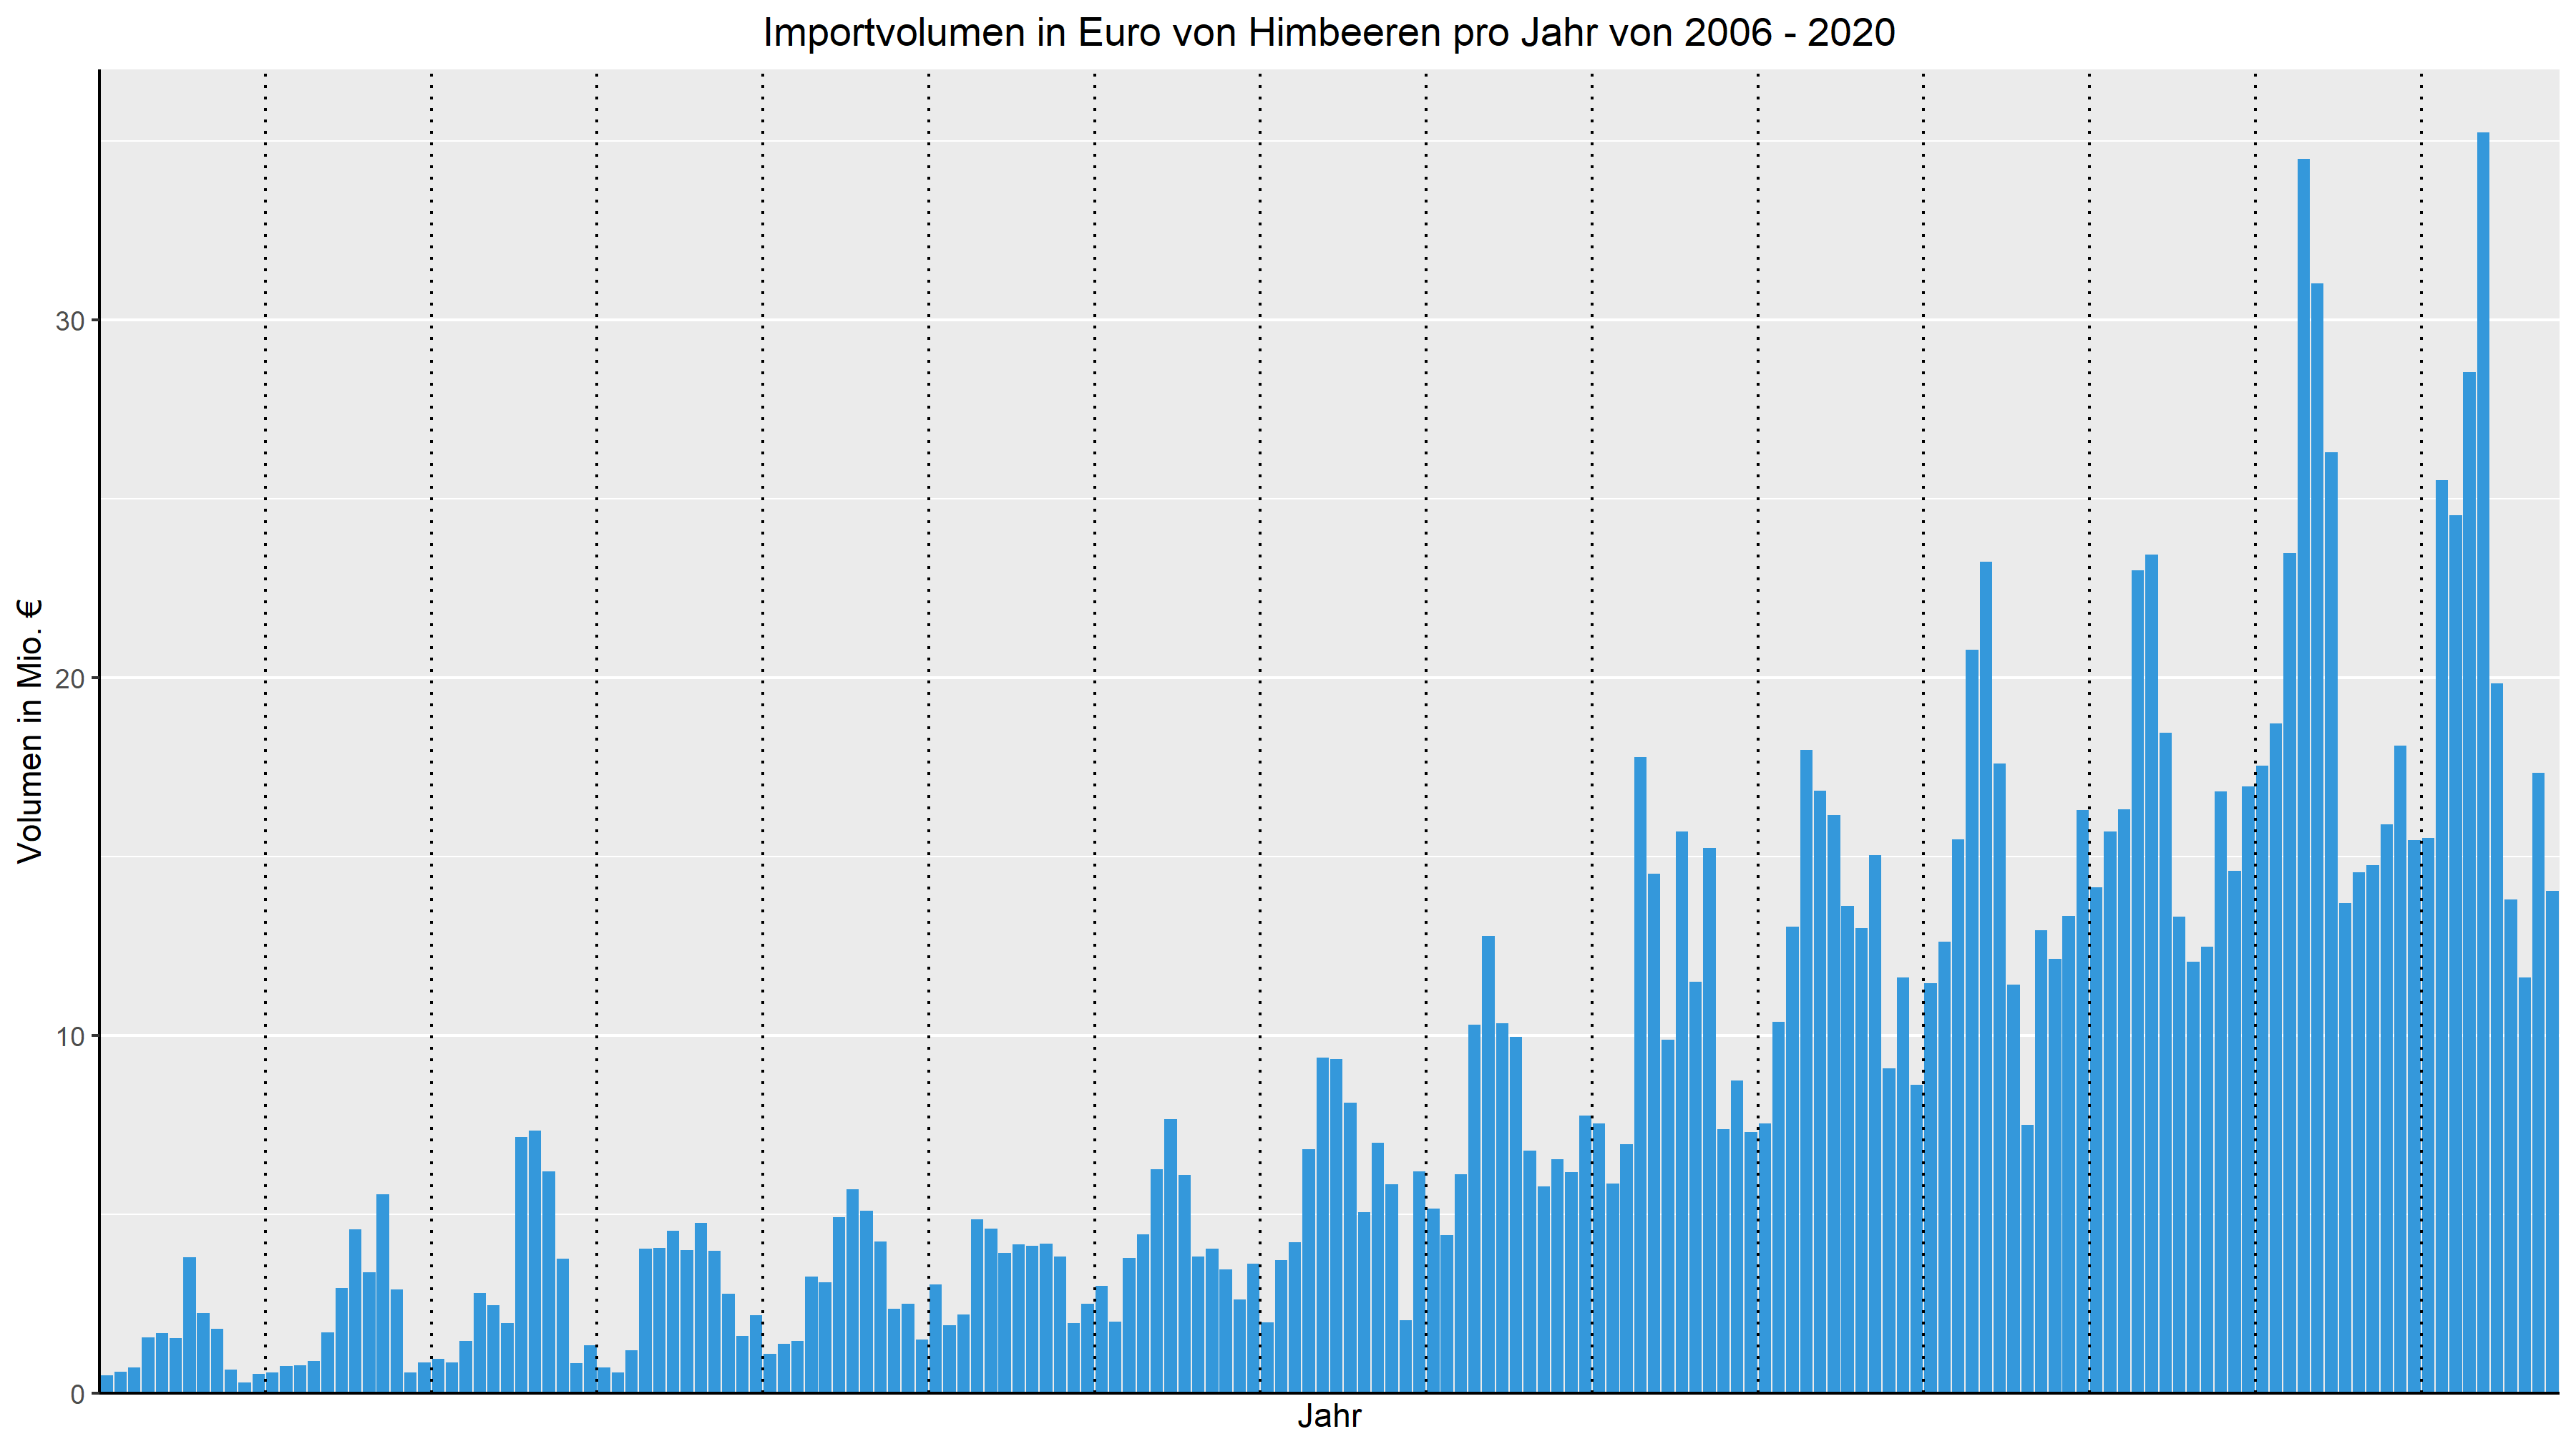 Importvolumen in Euro von Himbeeren pro Jahr von 2006 - 2020
Volumen in Mio. €
30
20
10
0
Jahr